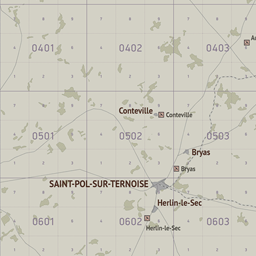 0401 0402 0403
Conteville Conteville
0501 0502 0503
Bryas
Bryas
SAINT-POL-SUR-TERNOISE
Herlin-le-Sec
0601 0602 0603
Herlin-le-Sec